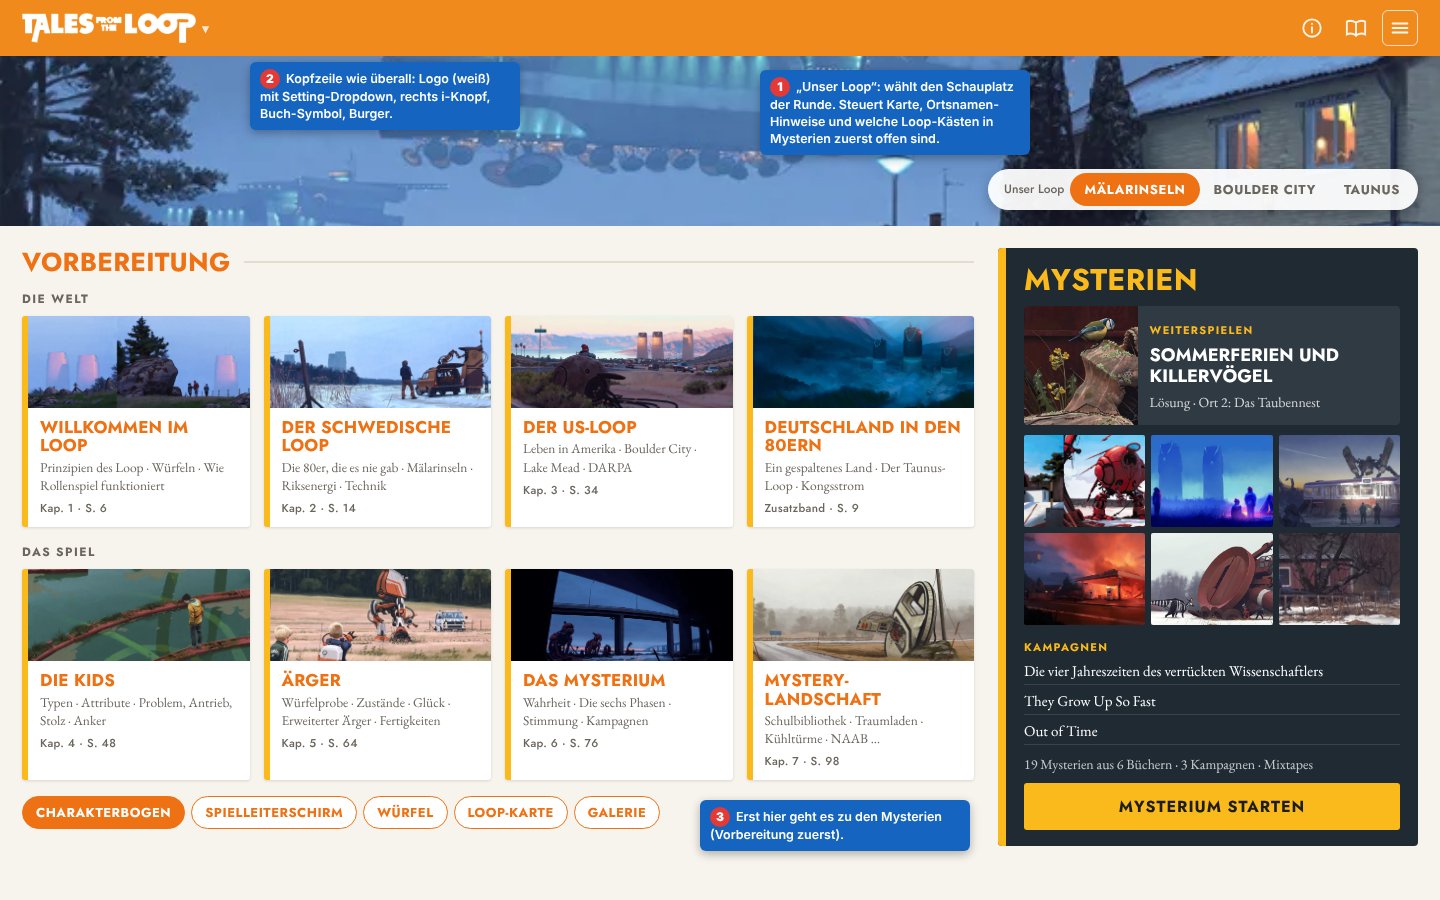 TALES FROM THE LOOP ▾
2 Kopfzeile wie überall: Logo (weiß)
mit Setting-Dropdown, rechts i-Knopf,
Buch-Symbol, Burger.
1 „Unser Loop“: wählt den Schauplatz
der Runde. Steuert Karte, Ortsnamen-
Hinweise und welche Loop-Kästen in
Mysterien zuerst offen sind.
Unser Loop MÄLARINSELN BOULDER CITY TAUNUS
VORBEREITUNG
DIE WELT
WILLKOMMEN IM
LOOP
Prinzipien des Loop · Würfeln · Wie
Rollenspiel funktioniert
Kap. 1 · S. 6
DER SCHWEDISCHE
LOOP
Die 80er, die es nie gab · Mälarinseln ·
Riksenergi · Technik
Kap. 2 · S. 14
DER US-LOOP
Leben in Amerika · Boulder City ·
Lake Mead · DARPA
Kap. 3 · S. 34
DEUTSCHLAND IN DEN
80ERN
Ein gespaltenes Land · Der Taunus-
Loop · Kongsstrom
Zusatzband · S. 9
DAS SPIEL
DIE KIDS
Typen · Attribute · Problem, Antrieb,
Stolz · Anker
Kap. 4 · S. 48
ÄRGER
Würfelprobe · Zustände · Glück ·
Erweiterter Ärger · Fertigkeiten
Kap. 5 · S. 64
DAS MYSTERIUM
Wahrheit · Die sechs Phasen ·
Stimmung · Kampagnen
Kap. 6 · S. 76
MYSTERY-
LANDSCHAFT
Schulbibliothek · Traumladen ·
Kühltürme · NAAB ...
Kap. 7 · S. 98
CHARAKTERBOGEN SPIELLEITERSCHIRM WÜRFEL LOOP-KARTE GALERIE
3 Erst hier geht es zu den Mysterien
(Vorbereitung zuerst).
MYSTERIEN
WEITERSPIELEN
SOMMERFERIEN UND
KILLERVÖGEL
Lösung · Ort 2: Das Taubennest
KAMPAGNEN
Die vier Jahreszeiten des verrückten Wissenschaftlers
They Grow Up So Fast
Out of Time
19 Mysterien aus 6 Büchern · 3 Kampagnen · Mixtapes
MYSTERIUM STARTEN